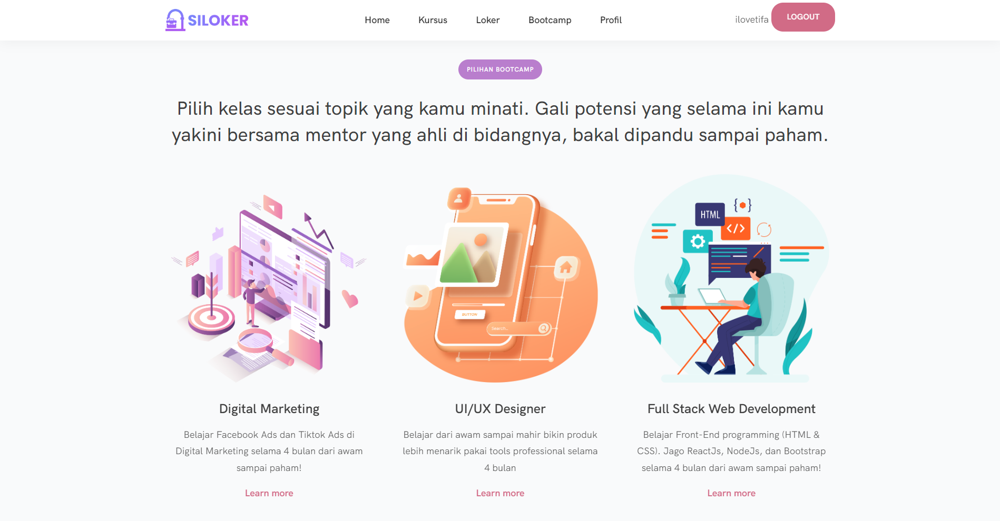 SILOKER
Home
Kursus
Loker
Bootcamp
Profil
ilovetifa
LOGOUT
PILIHAN BOOTCAMP
Pilih kelas sesuai topik yang kamu minati. Gali potensi yang selama ini kamu
yakini bersama mentor yang ahli di bidangnya, bakal dipandu sampai paham.
BUTTON
Search...
HTML
</>
Digital Marketing
Belajar Facebook Ads dan Tiktok Ads di
Digital Marketing selama 4 bulan dari awam
sampai paham!
Learn more
UI/UX Designer
Belajar dari awam sampai mahir bikin produk
lebih menarik pakai tools professional selama
4 bulan
Learn more
Full Stack Web Development
Belajar Front-End programming (HTML &
CSS). Jago ReactJs, NodeJs, dan Bootstrap
selama 4 bulan dari awam sampai paham!
Learn more